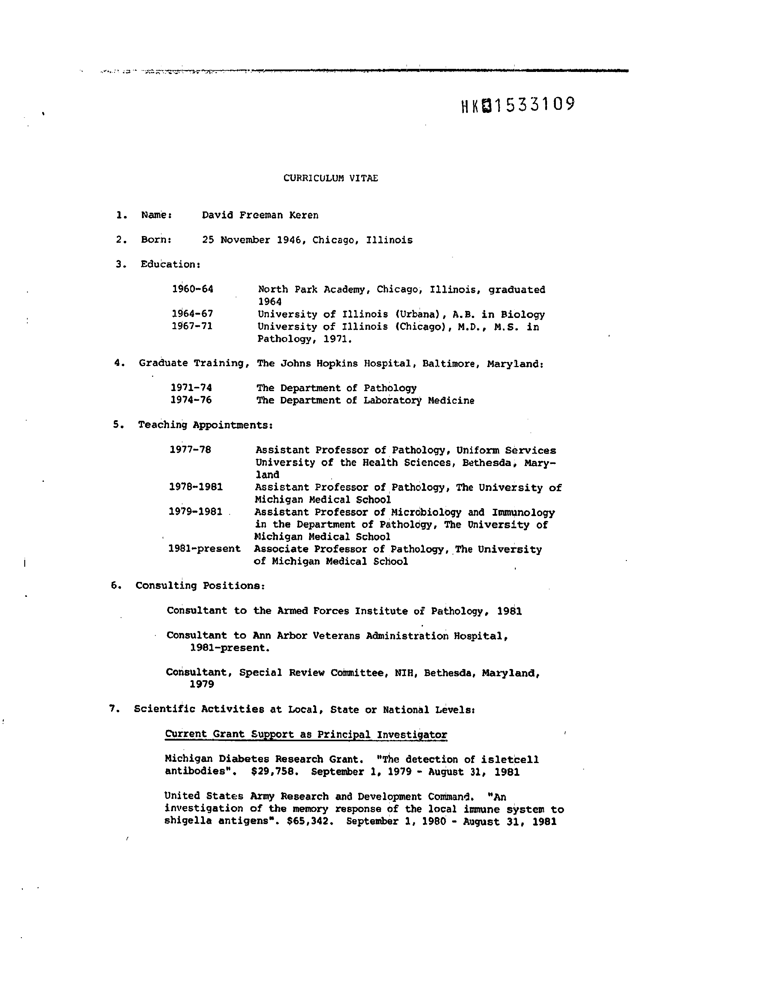 HK01533109
CURRICULUM VITAE
1. Name: David Freeman Keren
2. Born: 25 November 1946, Chicago, Illinois
3. Education:
1960-64 North Park Academy, Chicago, Illinois, graduated
1964
1964-67 University of Illinois (Urbana), A.B. in Biology
1967-71 University of Illinois (Chicago), M.D., M.S. in
Pathology, 1971.
4. Graduate Training, The Johns Hopkins Hospital, Baltimore, Maryland:
1971-74 The Department of Pathology
1974-76 The Department of Laboratory Medicine
5. Teaching Appointments:
1977-78 Assistant Professor of Pathology, Uniform Services
University of the Health Sciences, Bethesda, Mary-
land
1978-1981 Assistant Professor of Pathology, The University of
Michigan Medical School
1979-1981 Assistant Professor of Microbiology and Immunology
in the Department of Pathology, The University of
Michigan Medical School
1981-present Associate Professor of Pathology, The University
of Michigan Medical School
6. Consulting Positions:
Consultant to the Armed Forces Institute of Pathology, 1981
Consultant to Ann Arbor Veterans Administration Hospital,
1981-present.
Consultant, Special Review Committee, NIH, Bethesda, Maryland,
1979
7. Scientific Activities at Local, State or National Levels:
Current Grant Support as Principal Investigator
Michigan Diabetes Research Grant. "The detection of isletcell
antibodies". $29,758. September 1, 1979 - August 31, 1981
United States Army Research and Development Command. "An
investigation of the memory response of the local immune system to
shigella antigens". $65,342. September 1, 1980 - August 31, 1981